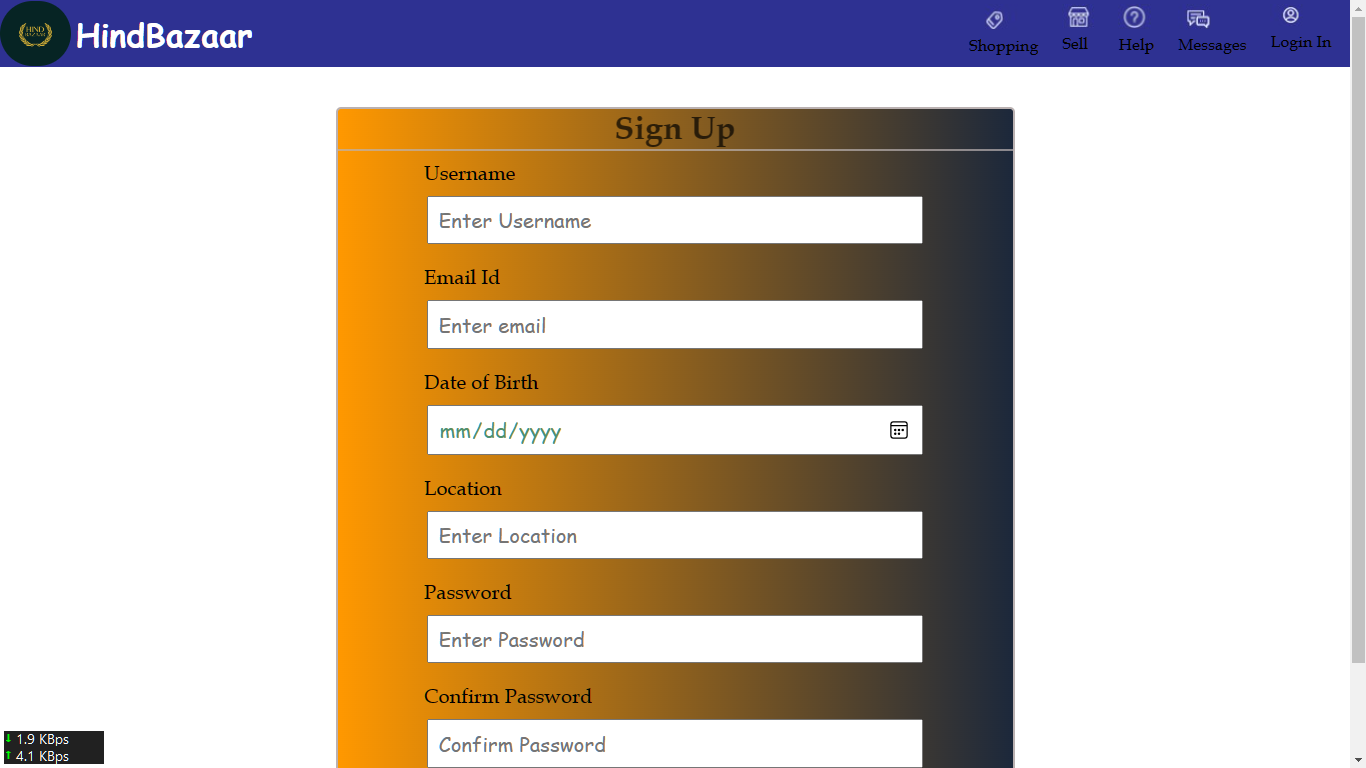 HIND
BAZAAR
HindBazaar
Shopping
Sell
Help
Messages
Login In
Sign Up
Username
Enter Username
Email Id
Enter email
Date of Birth
mm/dd/yyyy
Location
Enter Location
Password
Enter Password
Confirm Password
Confirm Password
1.9 KBps
4.1 KBps